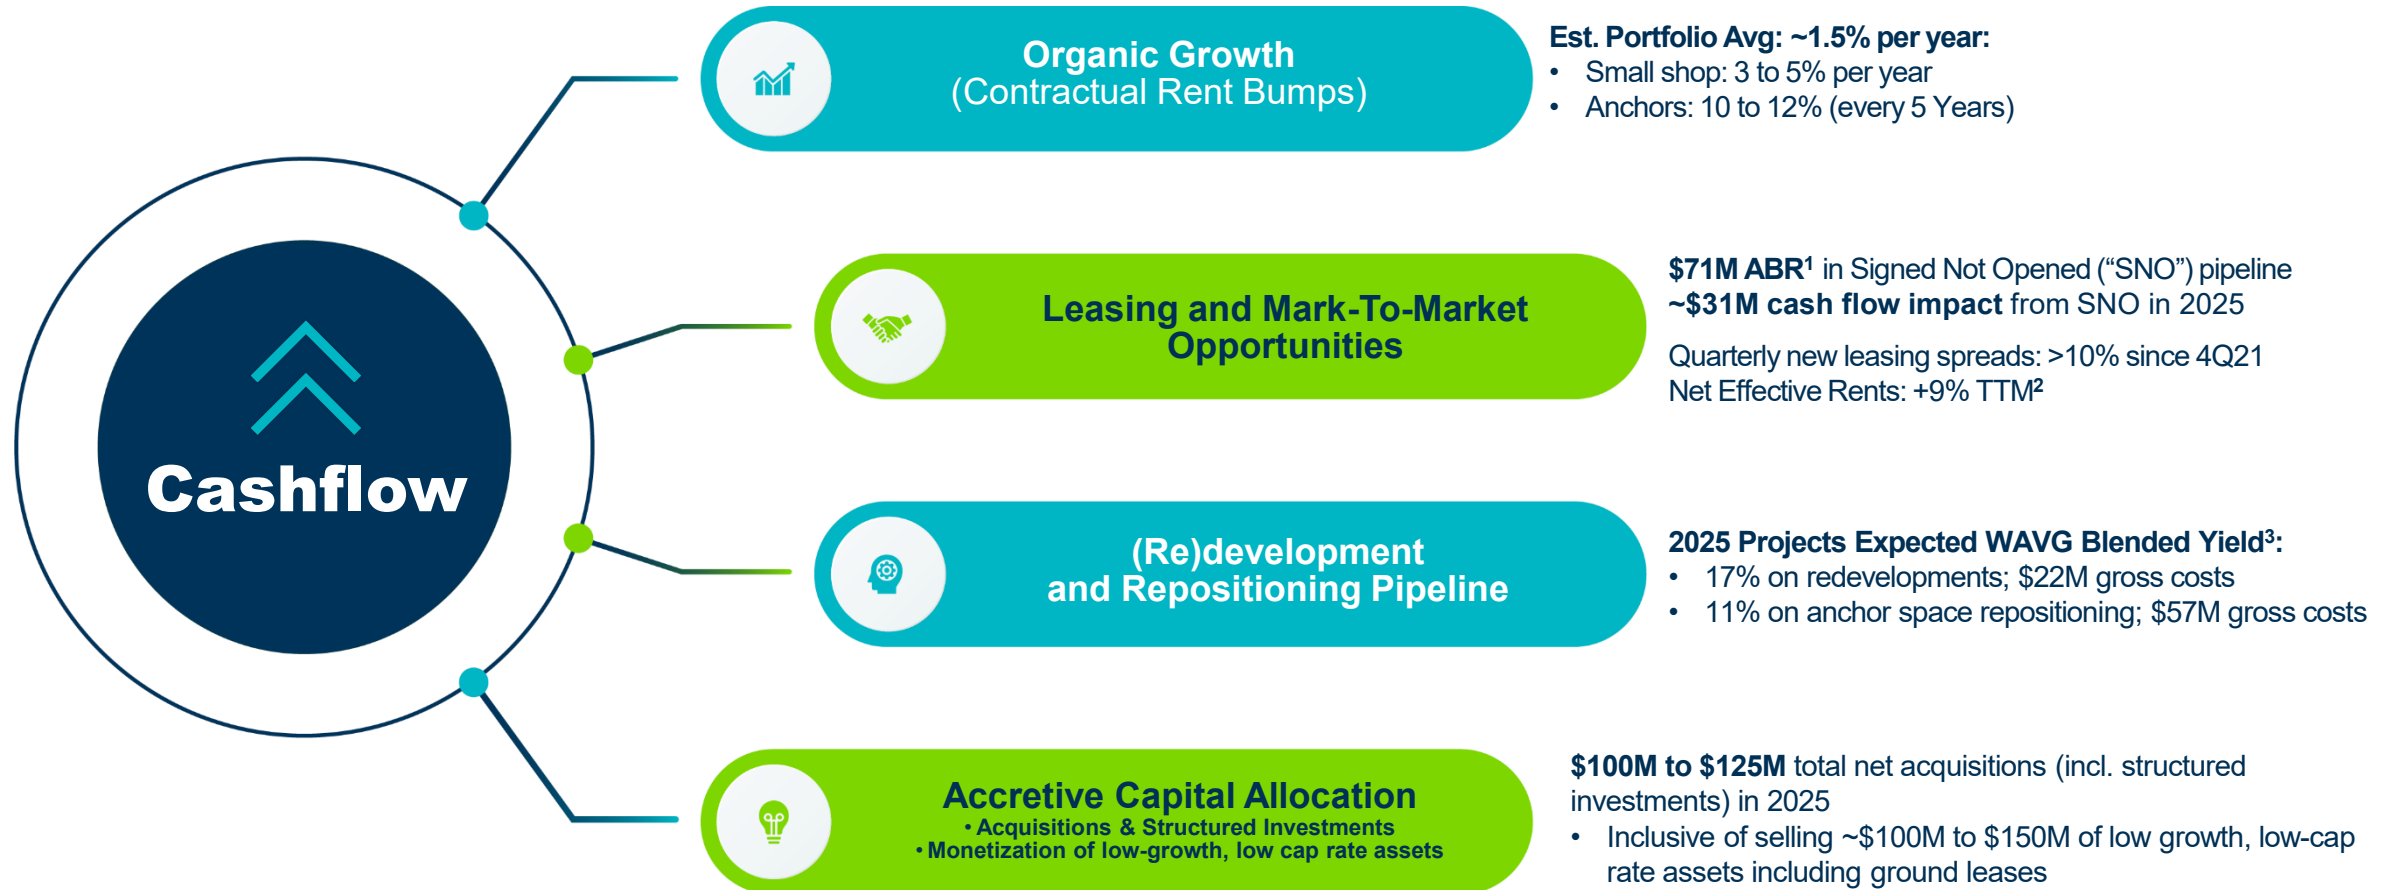 Cashflow
Organic Growth
(Contractual Rent Bumps)
Est. Portfolio Avg: ~1.5% per year:
• Small shop: 3 to 5% per year
• Anchors: 10 to 12% (every 5 Years)
Leasing and Mark-To-Market
Opportunities
$71M ABR¹ in Signed Not Opened (“SNO”) pipeline
~$31M cash flow impact from SNO in 2025
Quarterly new leasing spreads: >10% since 4Q21
Net Effective Rents: +9% TTM²
(Re)development
and Repositioning Pipeline
2025 Projects Expected WAVG Blended Yield³:
• 17% on redevelopments; $22M gross costs
• 11% on anchor space repositioning; $57M gross costs
Accretive Capital Allocation
• Acquisitions & Structured Investments
• Monetization of low-growth, low cap rate assets
$100M to $125M total net acquisitions (incl. structured
investments) in 2025
• Inclusive of selling ~$100M to $150M of low growth, low-cap
rate assets including ground leases